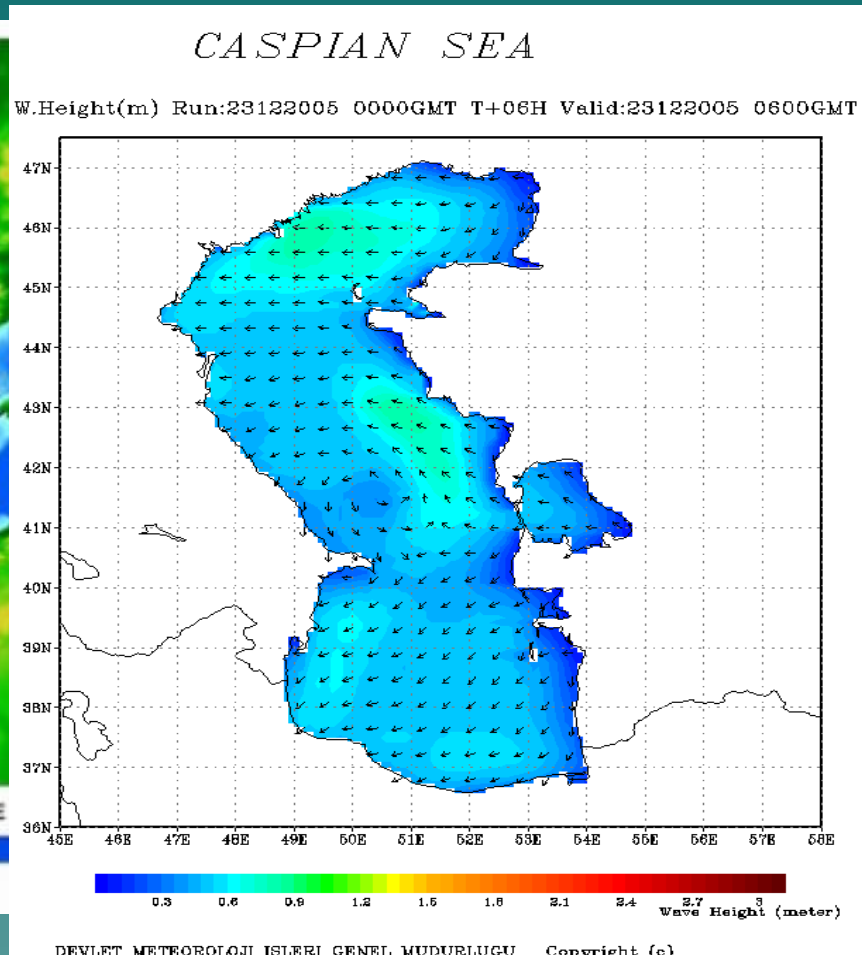 CASPIAN SEA
W.Height(m) Run:23122005 0000GMT T+06H Valid:23122005 0600GMT
47N
46N
45N
44N
43N
42N
41N
40N
39N
38N
37N
36N
45E 46E 47E 48E 49E 50E 51E 52E 53E 54E 55E 56E 57E 58E
0.3 0.6 0.9 1.2 1.5 1.8 2.1 2.4 2.7 3
Wave Height (meter)
DEVLET METEOROLOJI ISLERI GENEL MUDURLUGU Copyright (c)